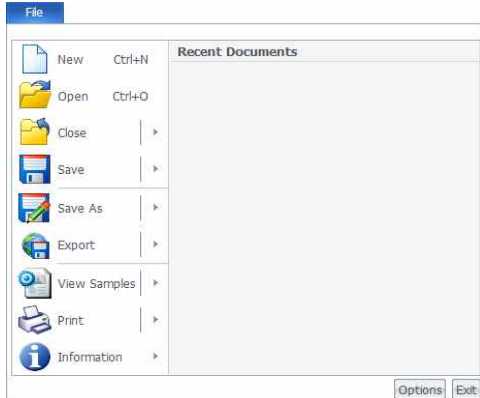 File
Recent Documents
New Ctrl+N
Open Ctrl+O
Close
Save
Save As
Export
View Samples
Print
Information
Options Exit